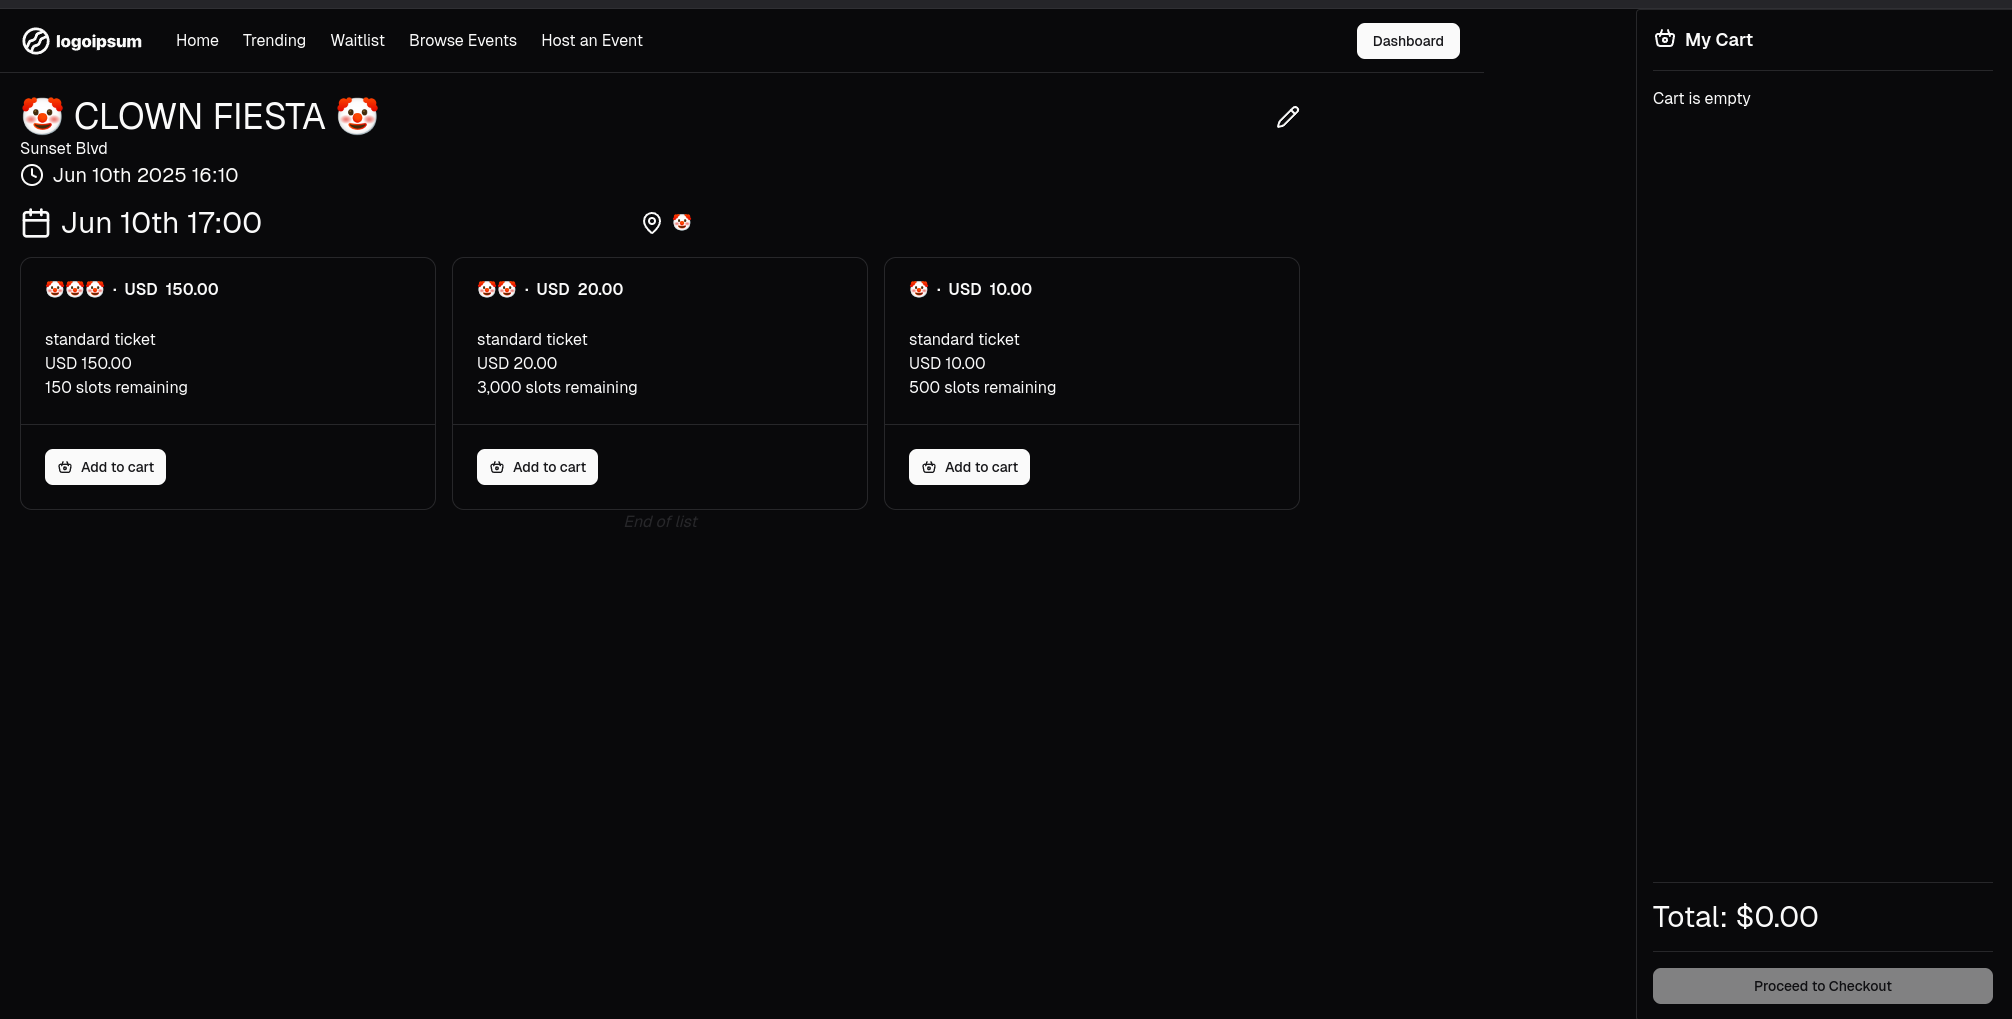 logoipsum
Home Trending Waitlist Browse Events Host an Event
Dashboard
🤡 CLOWN FIESTA 🤡
Sunset Blvd
Jun 10th 2025 16:10
Jun 10th 17:00
🤡
🤡🤡🤡 · USD 150.00
standard ticket
USD 150.00
150 slots remaining
Add to cart
🤡🤡 · USD 20.00
standard ticket
USD 20.00
3,000 slots remaining
Add to cart
🤡 · USD 10.00
standard ticket
USD 10.00
500 slots remaining
Add to cart
End of list
My Cart
Cart is empty
Total: $0.00
Proceed to Checkout